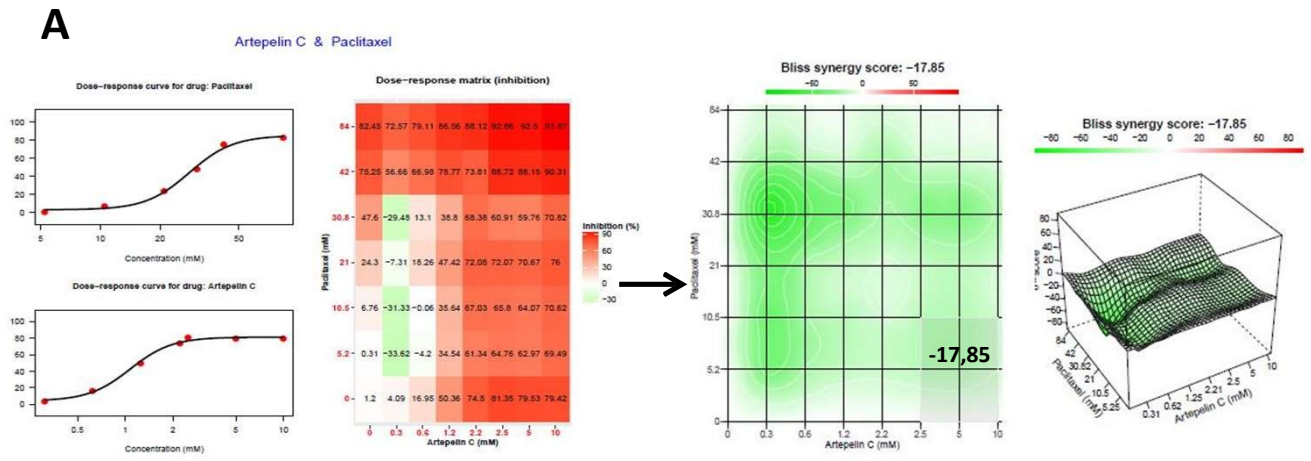 A
Artepelin C & Paclitaxel
Dose-response curve for drug: Paclitaxel
100
80
60
40
20
0
5 10 20 50
Concentration (mM)
Dose-response curve for drug: Artepelin C
100
80
60
40
20
0
0.5 1 2 5 10
Concentration (mM)
Dose-response matrix (inhibition)
Paclitaxel (mM)
84 82.45 72.57 79.11 86.56 88.12 92.86 92.5 93.87
42 75.25 56.66 66.98 78.77 73.81 88.72 88.15 90.31
30.8 47.6 -29.48 13.1 38.8 68.38 60.91 59.76 70.82
21 24.3 -7.31 18.26 47.42 72.08 72.07 70.67 76
10.5 6.76 -31.33 -0.06 35.64 67.03 65.8 64.07 70.62
5.2 0.31 -33.62 -4.2 34.54 61.34 64.76 62.97 69.49
0 1.2 4.09 16.95 50.36 74.5 81.35 79.53 79.42
0 0.3 0.6 1.2 2.2 2.5 5 10
Artepelin C (mM)
Inhibition (%)
90
60
30
0
-30
Bliss synergy score: -17.85
-50 0 50
Paclitaxel (mM)
84
42
30.8
21
10.5
5.2
0
-17,85
0 0.3 0.6 1.2 2.2 2.5 5 10
Artepelin C (mM)
Bliss synergy score: -17.85
-80 -60 -40 -20 0 20 40 60 80
80
60
40
20
0
-20
-40
-60
-80
84
42
30.82
21
10.5
5.25
Paclitaxel (mM)
0.31 0.62 1.25 2.21 2.5 5 10
Artepelin C (mM)